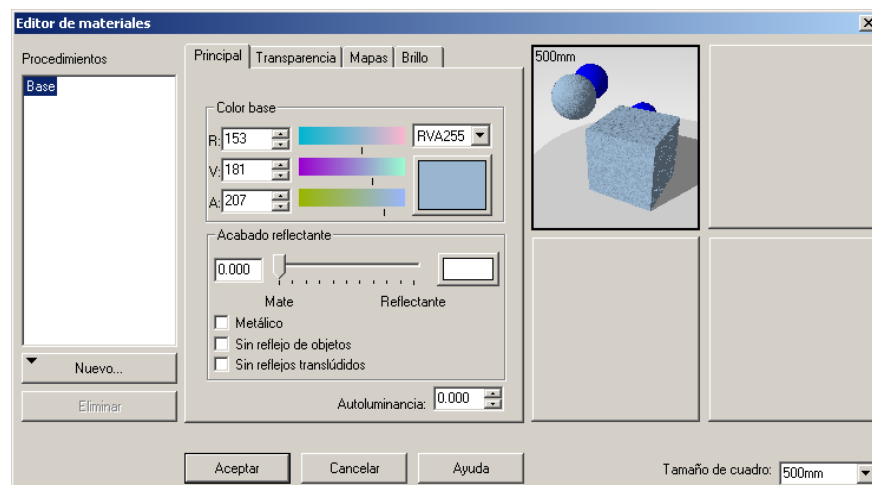 Editor de materiales
Procedimientos
Base
Nuevo...
Eliminar
Principal Transparencia Mapas Brillo
Color base
R: 153 RVA255
V: 181
A: 207
Acabado reflectante
0.000
Mate Reflectante
Metálico
Sin reflejo de objetos
Sin reflejos translúdidos
Autoluminancia: 0.000
500mm
Aceptar Cancelar Ayuda
Tamaño de cuadro: 500mm